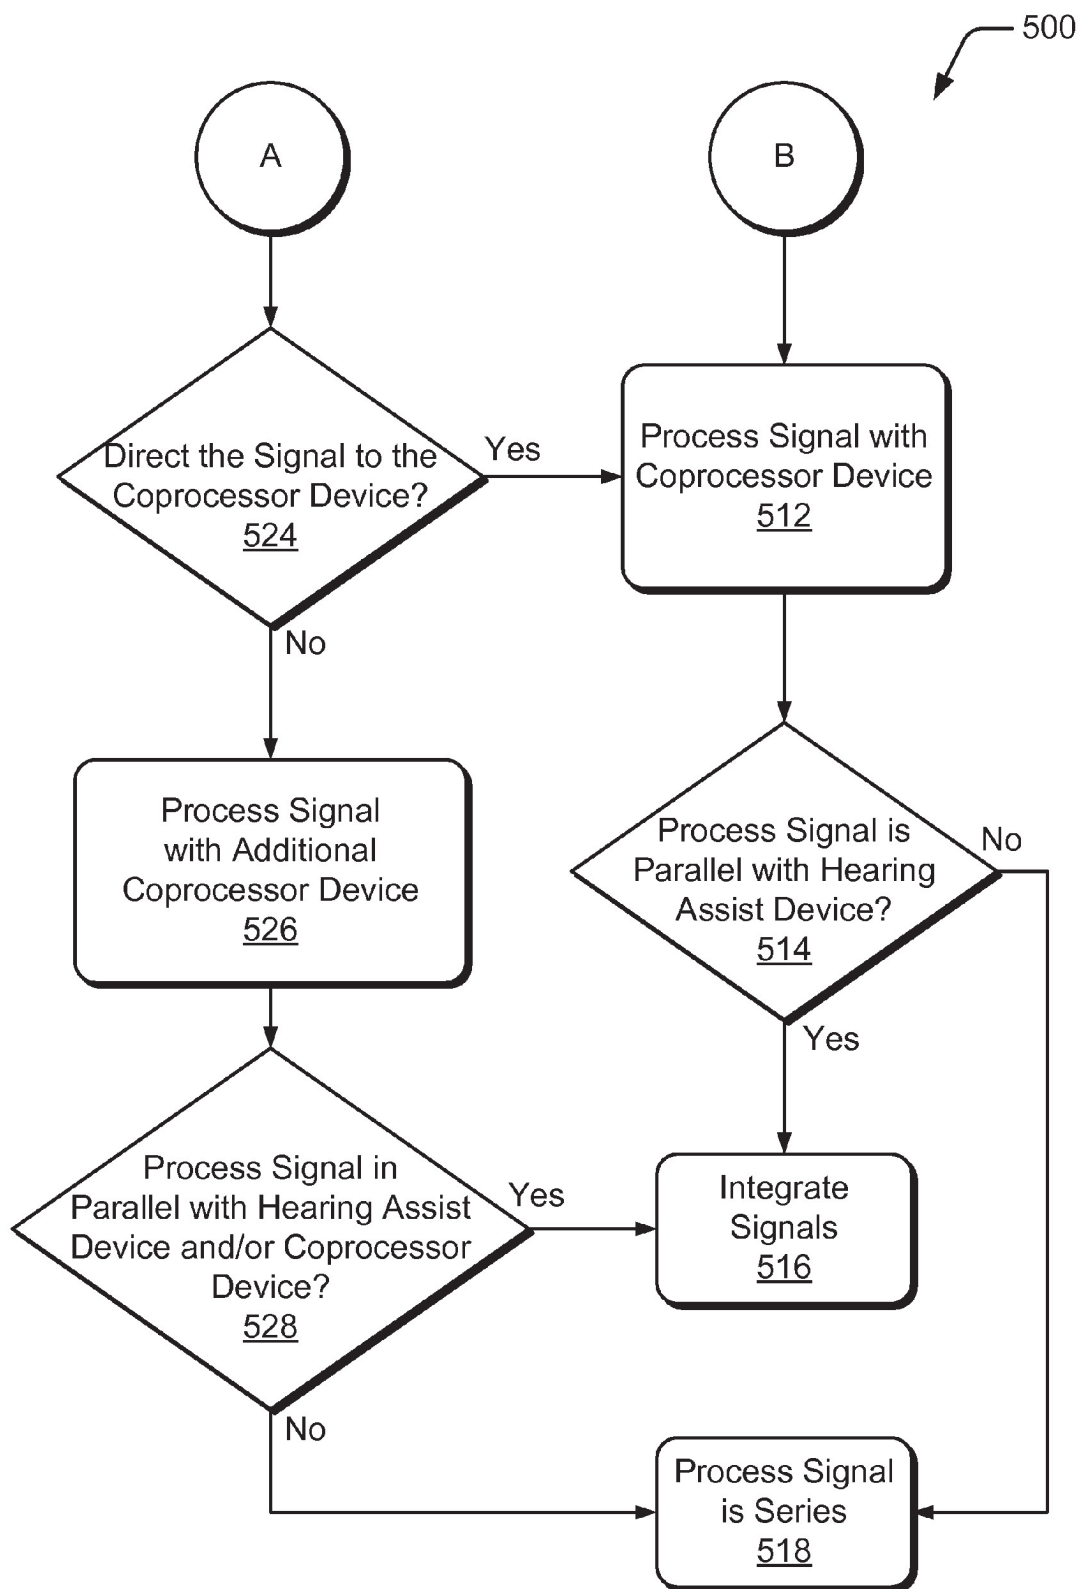 500
A
B
Direct the Signal to the
Coprocessor Device?
524
Yes
No
Process Signal with
Coprocessor Device
512
Process Signal
with Additional
Coprocessor Device
526
Process Signal is
Parallel with Hearing
Assist Device?
514
No
Yes
Process Signal in
Parallel with Hearing Assist
Device and/or Coprocessor
Device?
528
Yes
No
Integrate
Signals
516
Process Signal
is Series
518